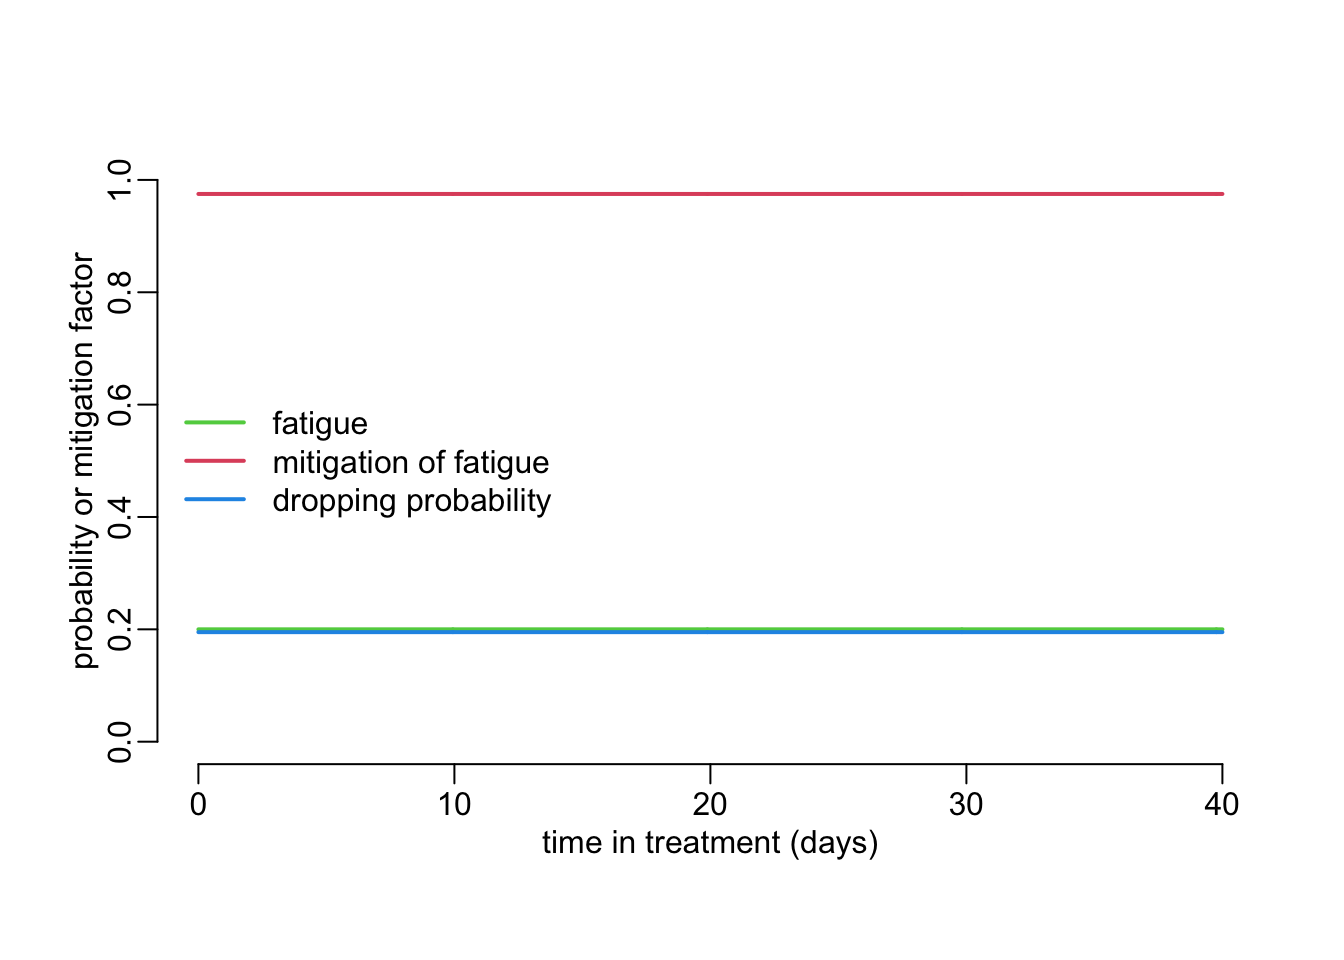 probability or mitigation factor
1.0
0.8
0.6
0.4
0.2
0.0
fatigue
mitigation of fatigue
dropping probability
0 10 20 30 40
time in treatment (days)